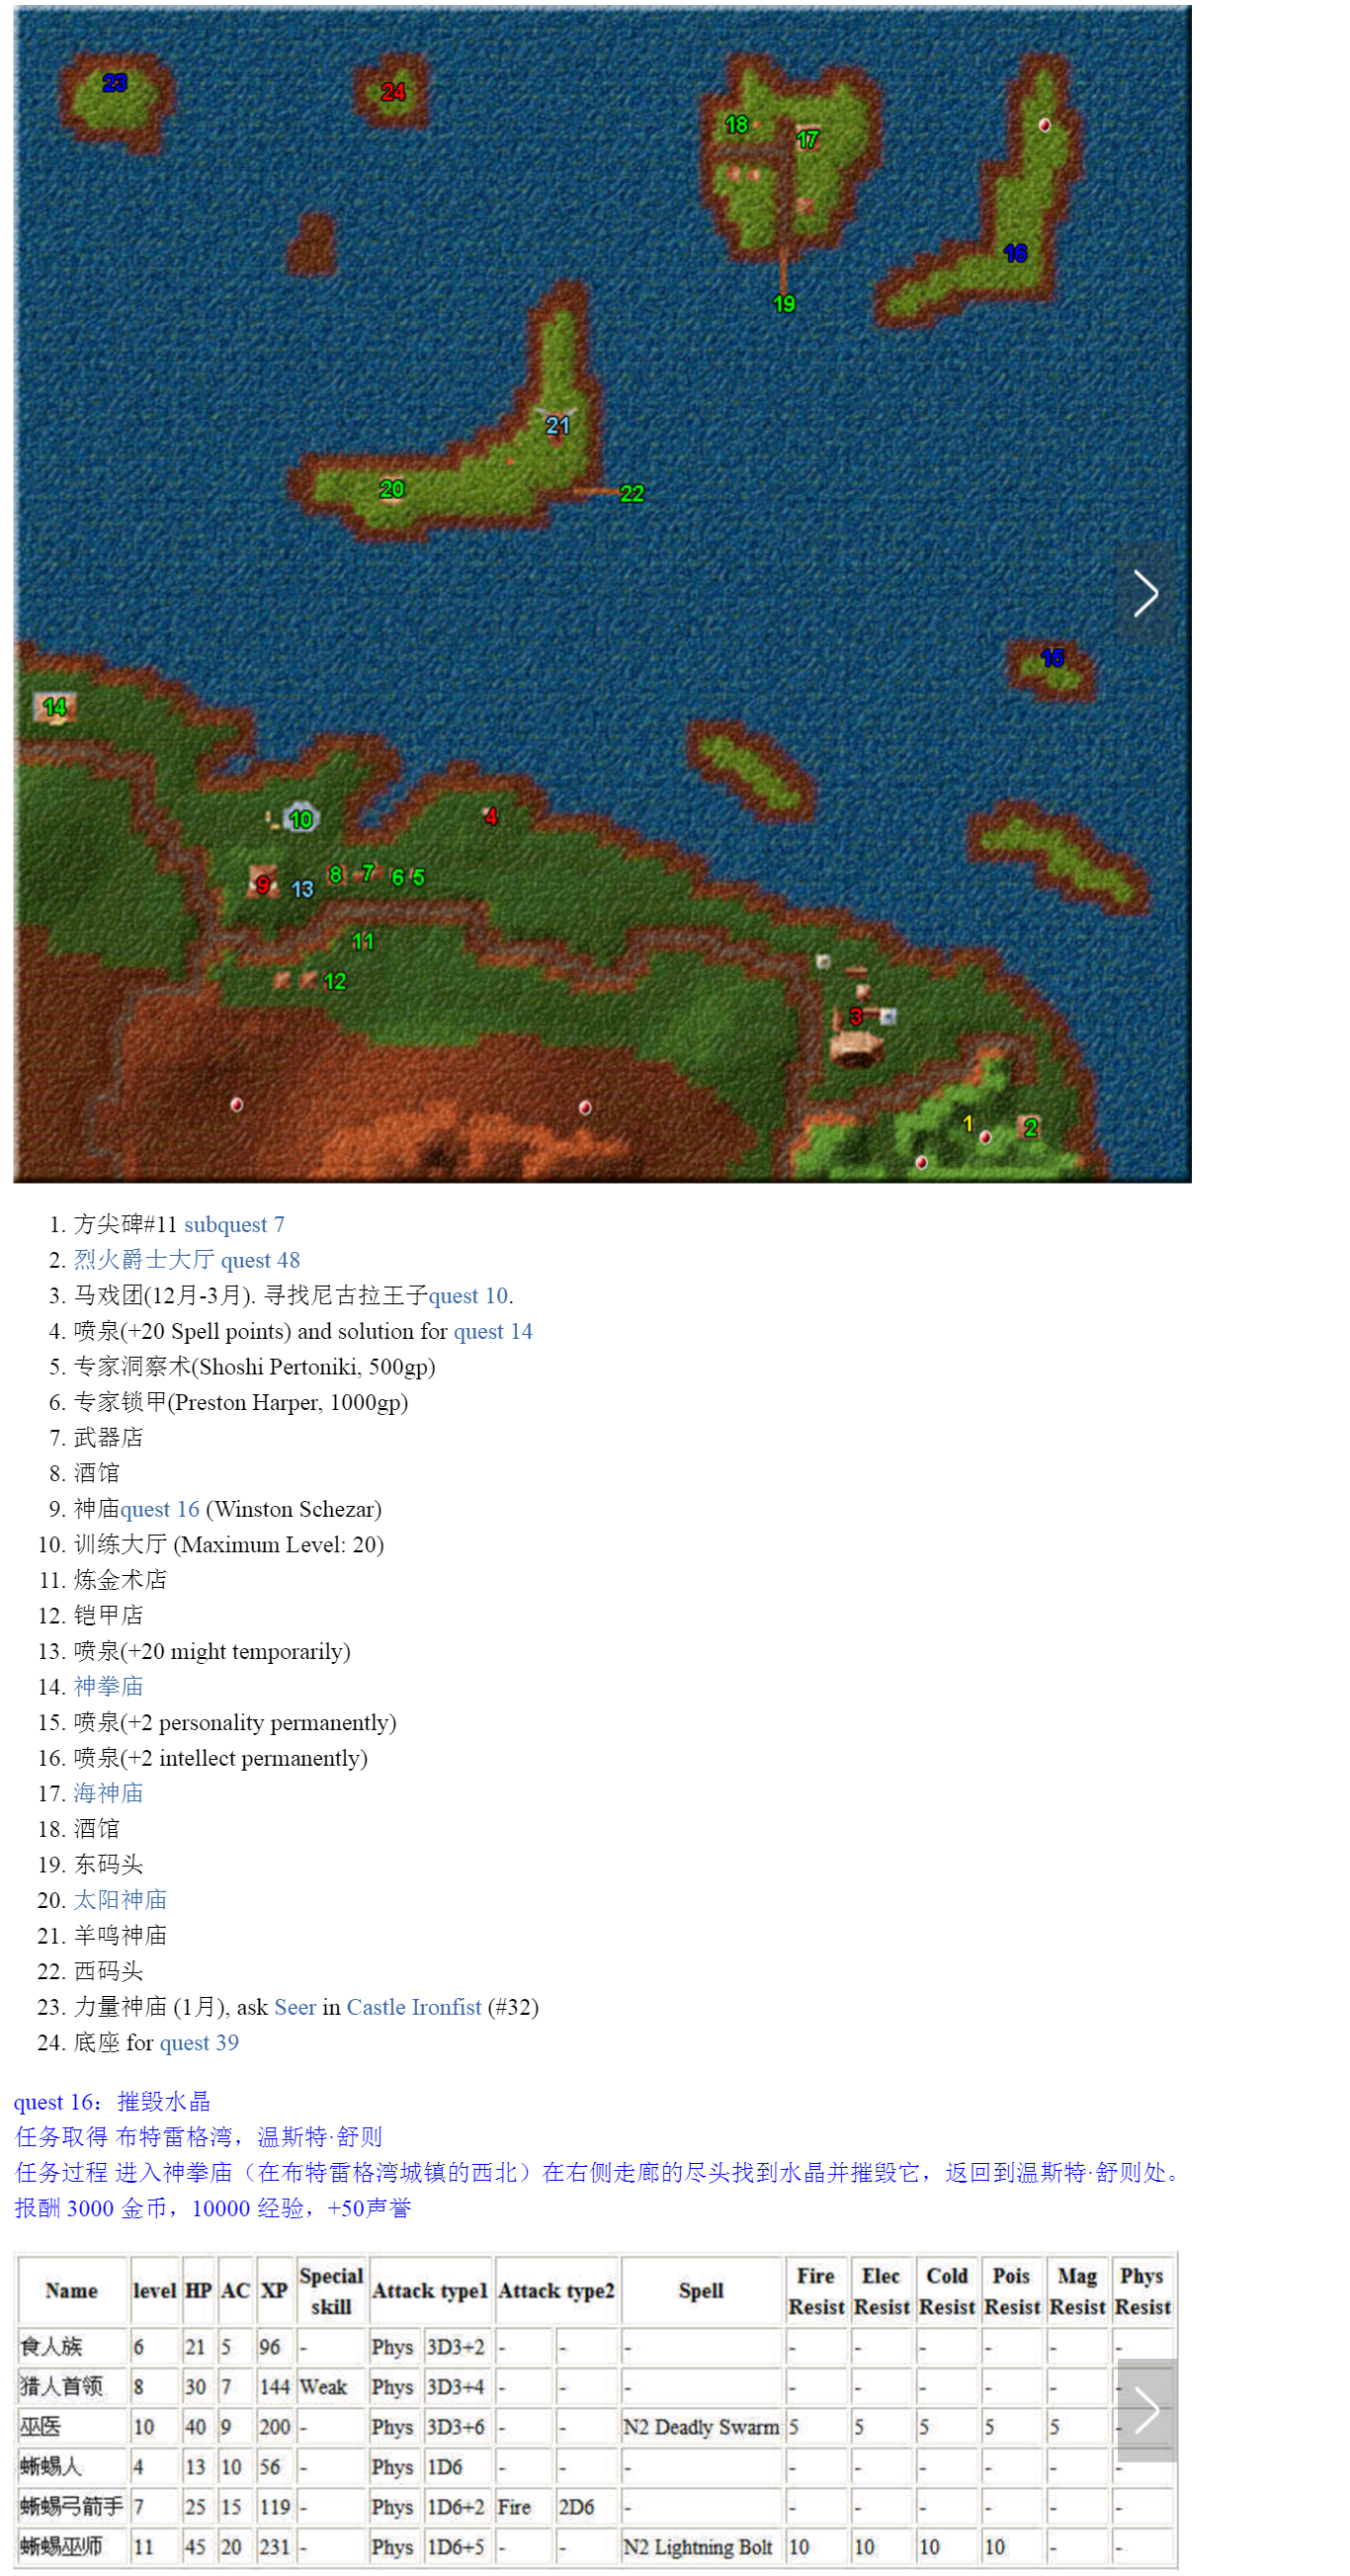 23
24
18
17
16
19
21
20
22
15
14
10
4
9
13
8
7
6
5
11
12
3
1
2
1. 方尖碑#11 subquest 7
2. 烈火爵士大厅 quest 48
3. 马戏团(12月-3月). 寻找尼古拉王子quest 10.
4. 喷泉(+20 Spell points) and solution for quest 14
5. 专家洞察术(Shoshi Pertoniki, 500gp)
6. 专家锁甲(Preston Harper, 1000gp)
7. 武器店
8. 酒馆
9. 神庙quest 16 (Winston Schezar)
10. 训练大厅 (Maximum Level: 20)
11. 炼金术店
12. 铠甲店
13. 喷泉(+20 might temporarily)
14. 神拳庙
15. 喷泉(+2 personality permanently)
16. 喷泉(+2 intellect permanently)
17. 海神庙
18. 酒馆
19. 东码头
20. 太阳神庙
21. 羊鸣神庙
22. 西码头
23. 力量神庙 (1月), ask Seer in Castle Ironfist (#32)
24. 底座 for quest 39
quest 16：摧毁水晶
任务取得 布特雷格湾，温斯特·舒则
任务过程 进入神拳庙（在布特雷格湾城镇的西北）在右侧走廊的尽头找到水晶并摧毁它，返回到温斯特·舒则处。
报酬 3000 金币，10000 经验，+50声誉
Name level HP AC XP Special skill Attack type1 Attack type2 Spell Fire Resist Elec Resist Cold Resist Pois Resist Mag Resist Phys Resist
食人族 6 21 5 96 - Phys 3D3+2 - - - - - - - - -
猎人首领 8 30 7 144 Weak Phys 3D3+4 - - - - - - - - -
巫医 10 40 9 200 - Phys 3D3+6 - - N2 Deadly Swarm 5 5 5 5 5 -
蜥蜴人 4 13 10 56 - Phys 1D6 - - - - - - - - -
蜥蜴弓箭手 7 25 15 119 - Phys 1D6+2 Fire 2D6 - - - - - - -
蜥蜴巫师 11 45 20 231 - Phys 1D6+5 - - N2 Lightning Bolt 10 10 10 10 - -